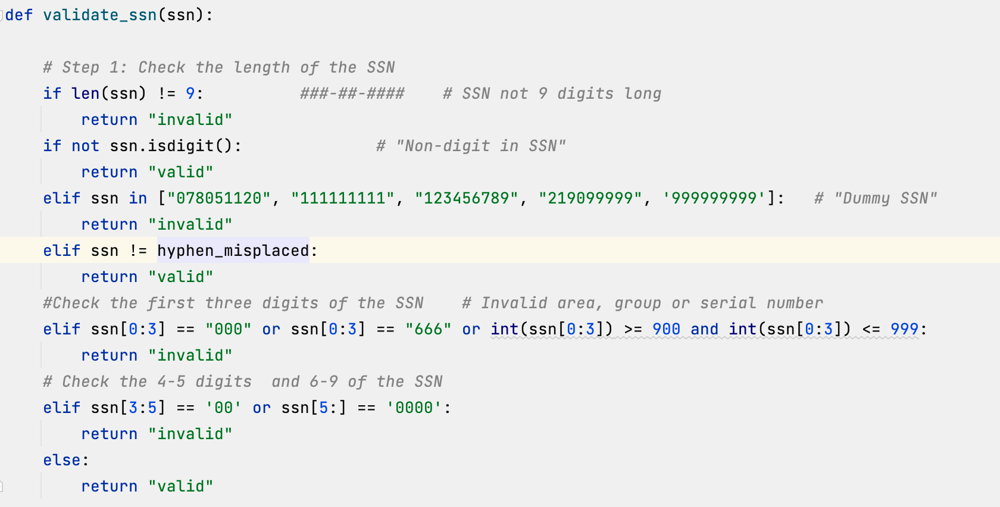 def validate_ssn(ssn):
# Step 1: Check the length of the SSN
if len(ssn) != 9:          ###-##-####    # SSN not 9 digits long
return "invalid"
if not ssn.isdigit():              # "Non-digit in SSN"
return "valid"
elif ssn in ["078051120", "111111111", "123456789", "219099999", '999999999']:   # "Dummy SSN"
return "invalid"
elif ssn != hyphen_misplaced:
return "valid"
#Check the first three digits of the SSN    # Invalid area, group or serial number
elif ssn[0:3] == "000" or ssn[0:3] == "666" or int(ssn[0:3]) >= 900 and int(ssn[0:3]) <= 999:
return "invalid"
# Check the 4-5 digits  and 6-9 of the SSN
elif ssn[3:5] == '00' or ssn[5:] == '0000':
return "invalid"
else:
return "valid"